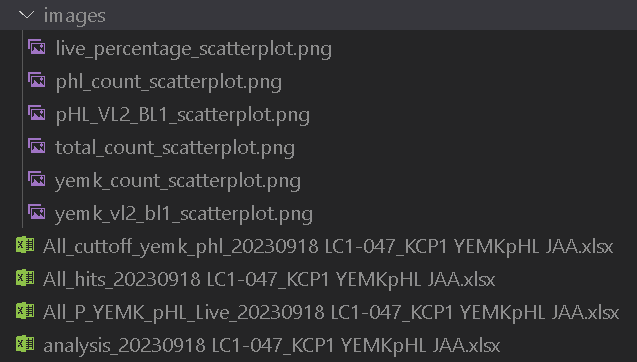 images
live_percentage_scatterplot.png
phl_count_scatterplot.png
pHL_VL2_BL1_scatterplot.png
total_count_scatterplot.png
yemk_count_scatterplot.png
yemk_vl2_bl1_scatterplot.png
All_cuttoff_yemk_phl_20230918 LC1-047_KCP1 YEMKpHL JAA.xlsx
All_hits_20230918 LC1-047_KCP1 YEMKpHL JAA.xlsx
All_P_YEMK_pHL_Live_20230918 LC1-047_KCP1 YEMKpHL JAA.xlsx
analysis_20230918 LC1-047_KCP1 YEMKpHL JAA.xlsx